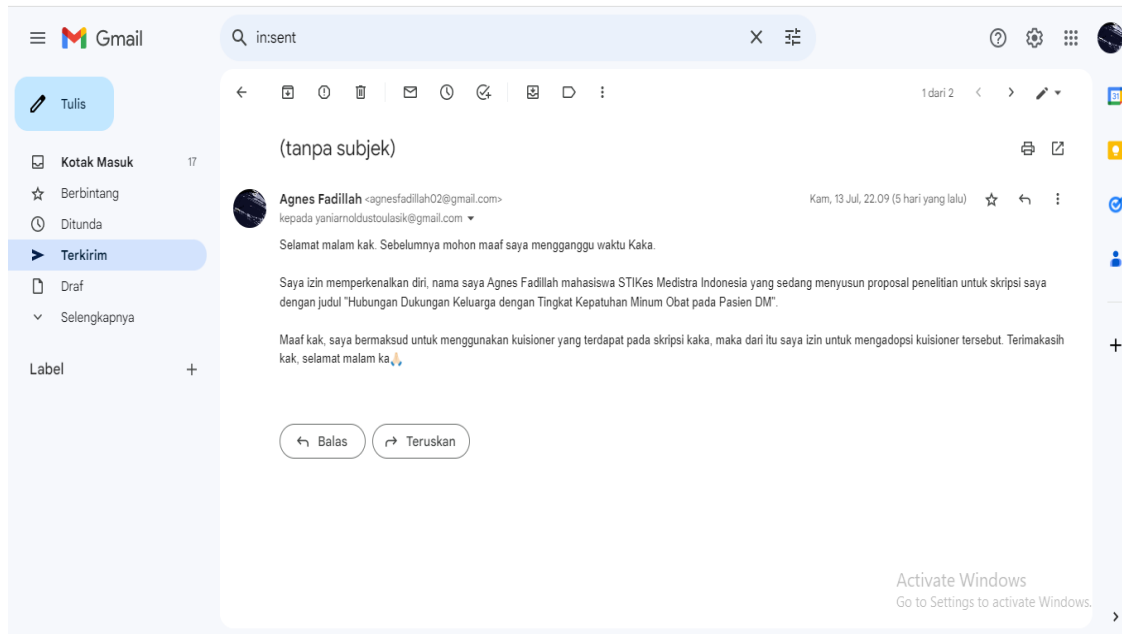 Gmail
in:sent
Tulis
1 dari 2
31
(tanpa subjek)
Kotak Masuk 17
Berbintang
Ditunda
Terkirim
Draf
Selengkapnya
Label
Agnes Fadillah <agnesfadillah02@gmail.com>
Kam, 13 Jul, 22.09 (5 hari yang lalu)
kepada yaniarnoldustoulasik@gmail.com
Selamat malam kak. Sebelumnya mohon maaf saya mengganggu waktu Kaka.
Saya izin memperkenalkan diri, nama saya Agnes Fadillah mahasiswa STIKes Medistra Indonesia yang sedang menyusun proposal penelitian untuk skripsi saya
dengan judul "Hubungan Dukungan Keluarga dengan Tingkat Kepatuhan Minum Obat pada Pasien DM".
Maaf kak, saya bermaksud untuk menggunakan kuisioner yang terdapat pada skripsi kaka, maka dari itu saya izin untuk mengadopsi kuisioner tersebut. Terimakasih
kak, selamat malam ka🙏🏻
Balas
Teruskan
Activate Windows
Go to Settings to activate Windows.